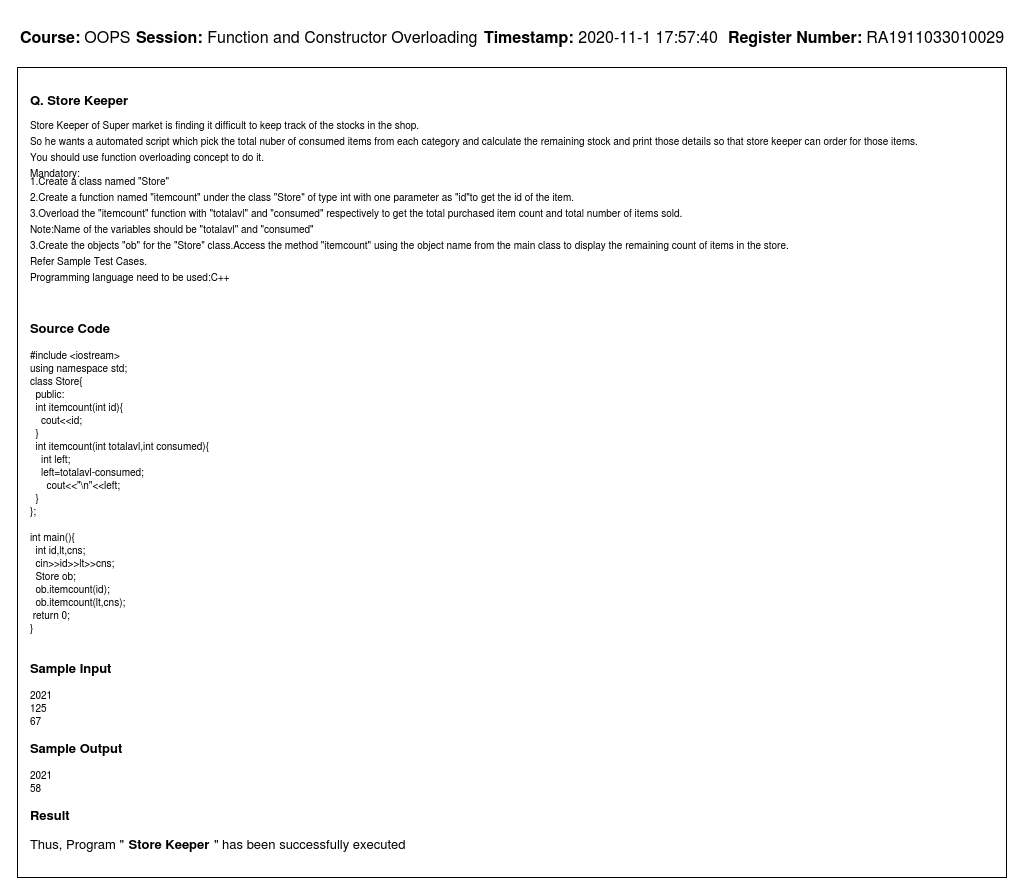 Course: OOPS Session: Function and Constructor Overloading Timestamp: 2020-11-1 17:57:40 Register Number: RA1911033010029
Q. Store Keeper
Store Keeper of Super market is finding it difficult to keep track of the stocks in the shop.
So he wants a automated script which pick the total nuber of consumed items from each category and calculate the remaining stock and print those details so that store keeper can order for those items.
You should use function overloading concept to do it.
Mandatory:
1.Create a class named "Store"
2.Create a function named "itemcount" under the class "Store" of type int with one parameter as "id"to get the id of the item.
3.Overload the "itemcount" function with "totalavl" and "consumed" respectively to get the total purchased item count and total number of items sold.
Note:Name of the variables should be "totalavl" and "consumed"
3.Create the objects "ob" for the "Store" class.Access the method "itemcount" using the object name from the main class to display the remaining count of items in the store.
Refer Sample Test Cases.
Programming language need to be used:C++
Source Code
#include <iostream>
using namespace std;
class Store{
public:
int itemcount(int id){
cout<<id;
}
int itemcount(int totalavl,int consumed){
int left;
left=totalavl-consumed;
cout<<"\n"<<left;
}
};
int main(){
int id,lt,cns;
cin>>id>>lt>>cns;
Store ob;
ob.itemcount(id);
ob.itemcount(lt,cns);
return 0;
}
Sample Input
2021
125
67
Sample Output
2021
58
Result
Thus, Program " Store Keeper " has been successfully executed